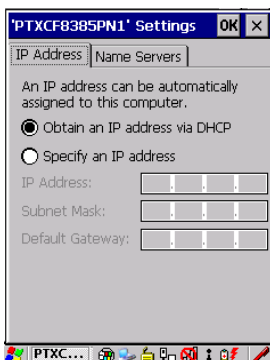 'PTXCF8385PN1' Settings OK ×
IP Address Name Servers
An IP address can be automatically
assigned to this computer.
Obtain an IP address via DHCP
Specify an IP address
IP Address:
Subnet Mask:
Default Gateway:
PTXC...